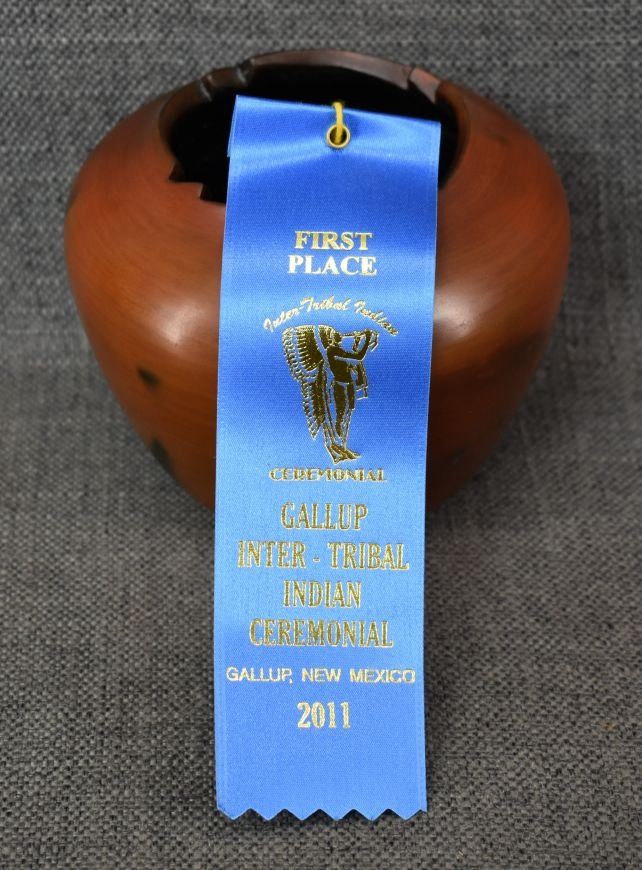 FIRST
PLACE
Inter-Tribal Indian
CEREMONIAL
GALLUP
INTER - TRIBAL
INDIAN
CEREMONIAL
GALLUP, NEW MEXICO
2011